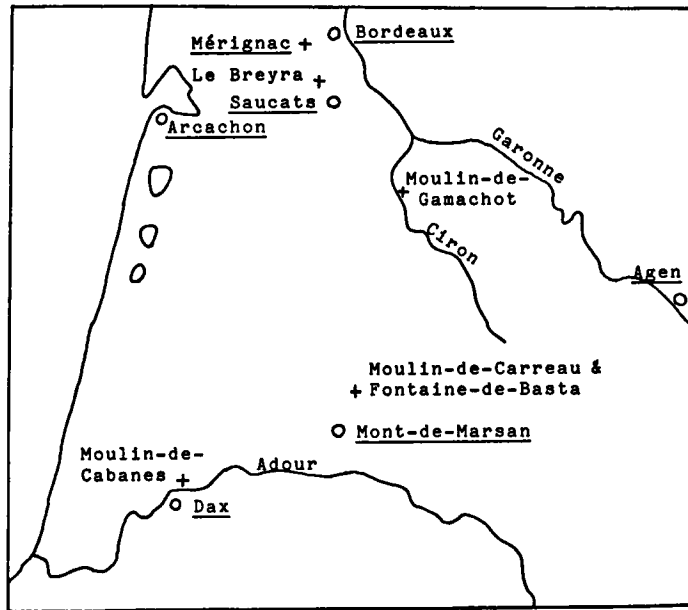 Bordeaux
Mérignac
Le Breyra
Saucats
Arcachon
Garonne
Moulin-de-
Gamachot
Ciron
Agen
Moulin-de-Carreau &
Fontaine-de-Basta
Mont-de-Marsan
Moulin-de-
Cabanes
Adour
Dax